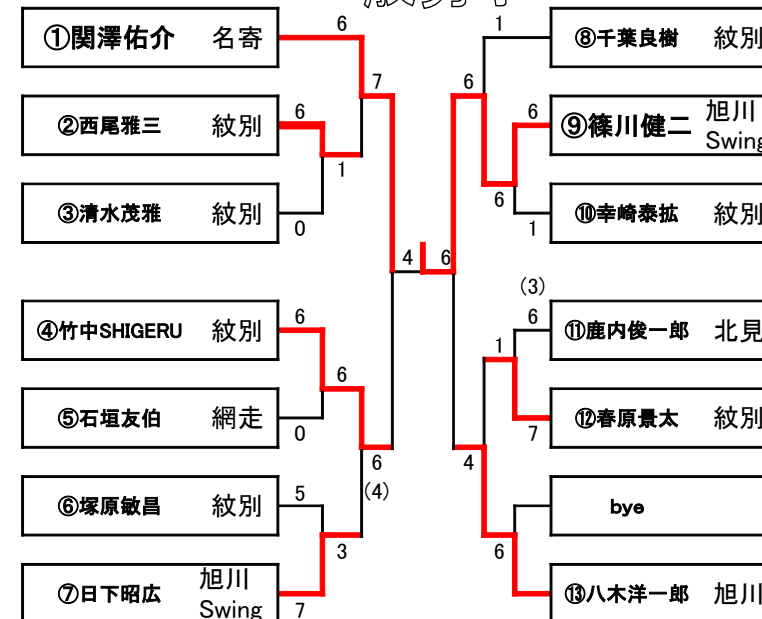 ①関澤佑介 名寄
6
②西尾雅三 紋別
6
③清水茂雅 紋別
0
1
7
④竹中SHIGERU 紋別
6
⑤石垣友伯 網走
0
6
⑥塚原敏昌 紋別
5
⑦日下昭広 旭川
Swing
7
3
6
(4)
4 6
1
⑧千葉良樹 紋別
6
6
⑨篠川健二 旭川
Swing
6
⑩幸崎泰拡 紋別
1
(3)
6
⑪鹿内俊一郎 北見
1
⑫春原景太 紋別
7
4
bye
6
⑬八木洋一郎 旭川